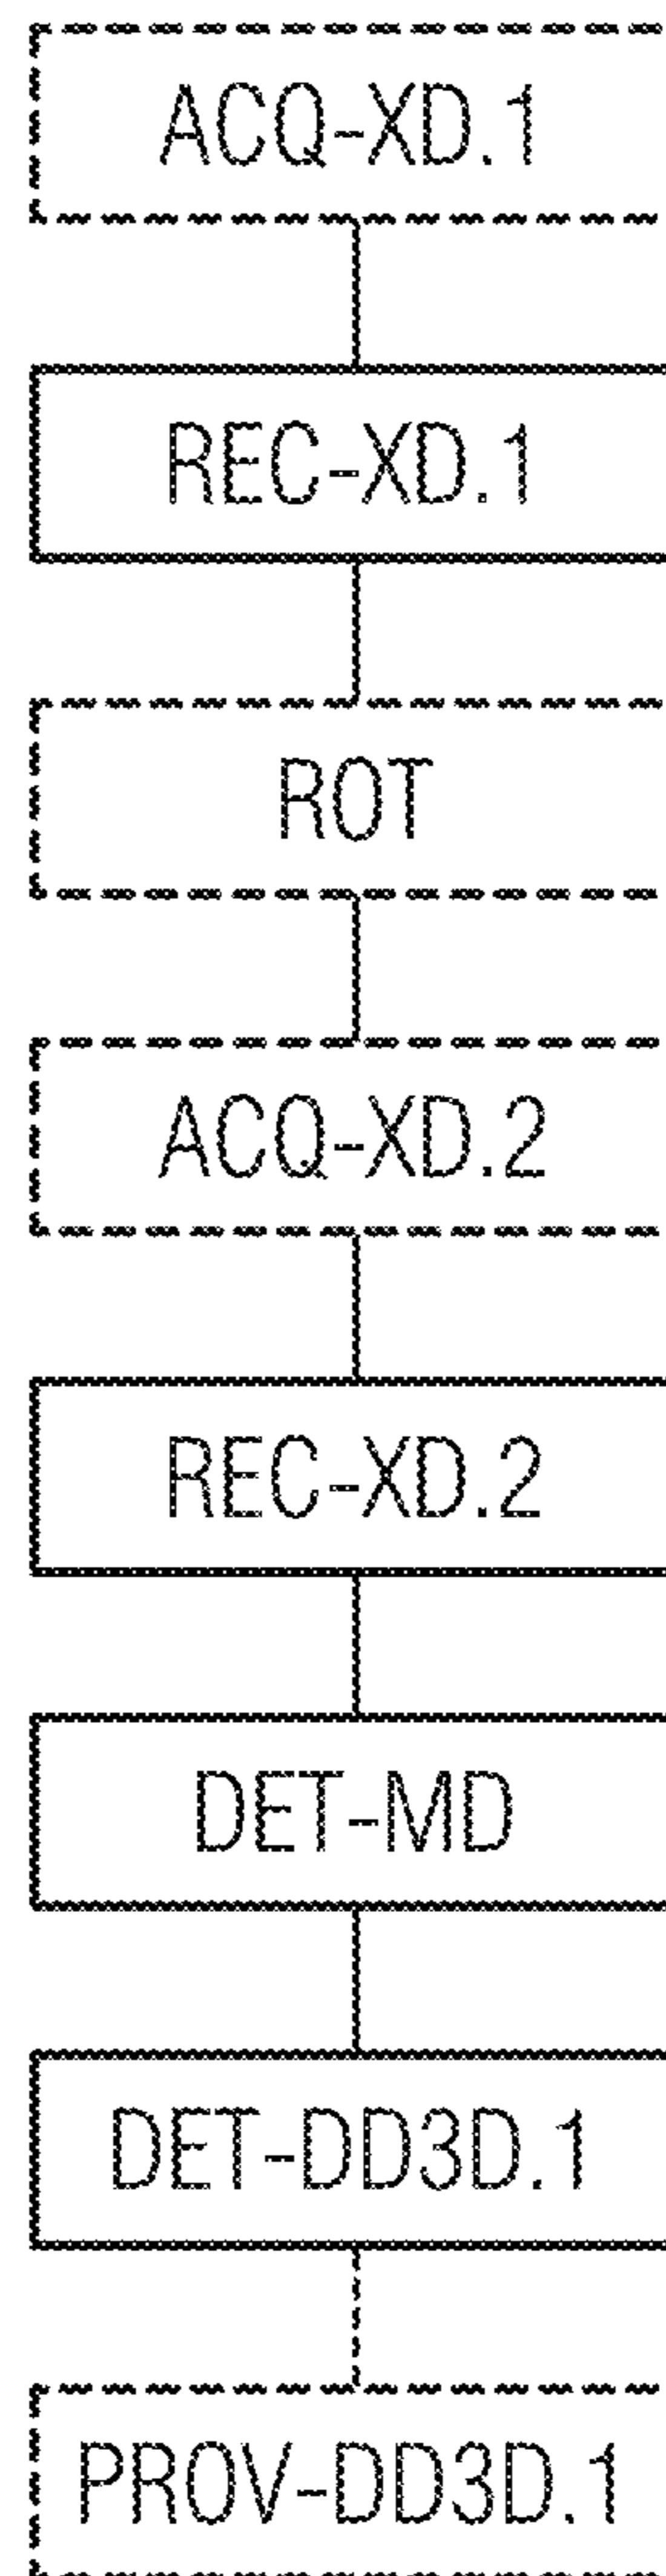 ACQ-XD.1
REC-XD.1
ROT
ACQ-XD.2
REC-XD.2
DET-MD
DET-DD3D.1
PROV-DD3D.1